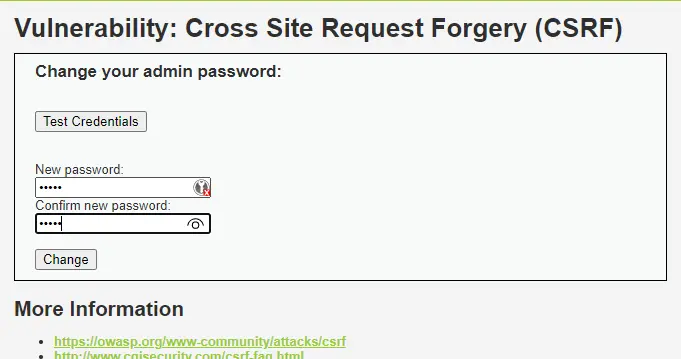 Vulnerability: Cross Site Request Forgery (CSRF)
Change your admin password:
Test Credentials
New password:
•••••
Confirm new password:
•••••
Change
More Information
• https://owasp.org/www-community/attacks/csrf
• http://www.cgisecurity.com/csrf-faq.html